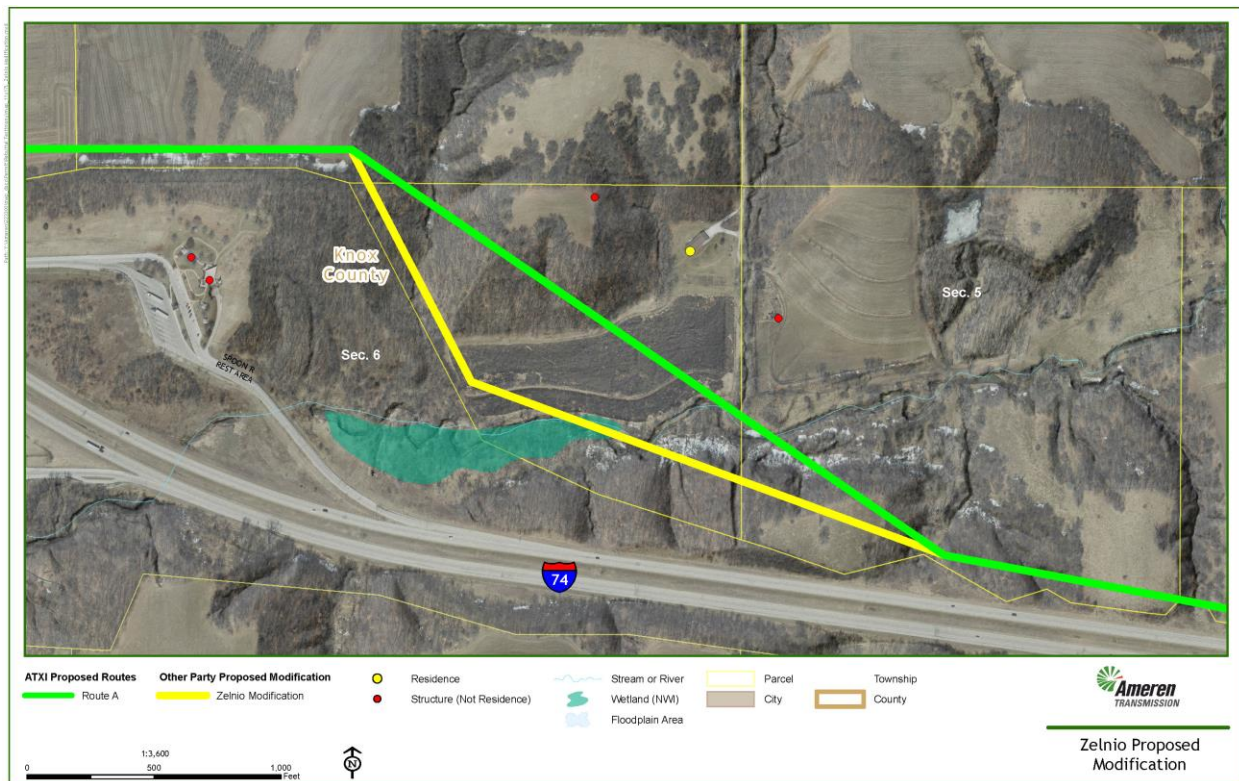 Knox
County
Sec. 5
Sec. 6
SPOON R
REST AREA
74
ATXI Proposed Routes
Route A
Other Party Proposed Modification
Zelnio Modification
Residence
Structure (Not Residence)
Stream or River
Wetland (NWI)
Floodplain Area
Parcel
City
Township
County
Ameren
TRANSMISSION
Zelnio Proposed
Modification
1:3,600
0 500 1,000
Feet
N